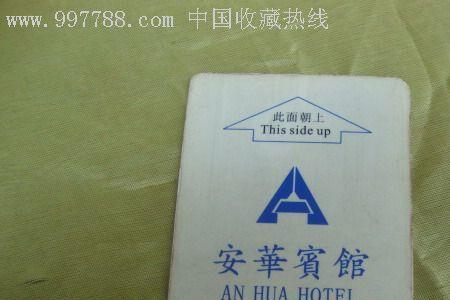 www.997788.com 中国收藏热线
此面朝上
This side up
安華賓館
AN HUA HOTEL